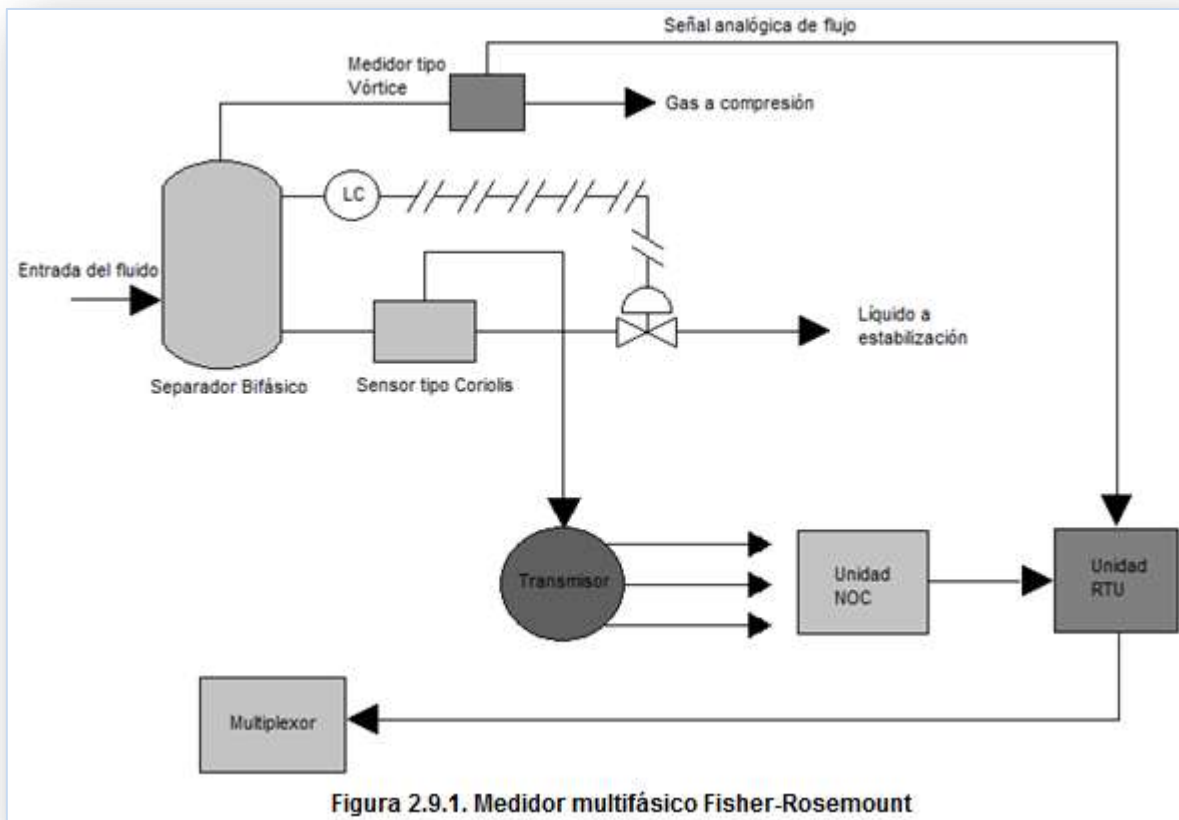 Señal analógica de flujo
Medidor tipo
Vórtice
Gas a compresión
LC
Entrada del fluido
Líquido a
estabilización
Separador Bifásico
Sensor tipo Coriolis
Transmisor
Unidad
NOC
Unidad
RTU
Multiplexor
Figura 2.9.1. Medidor multifásico Fisher-Rosemount